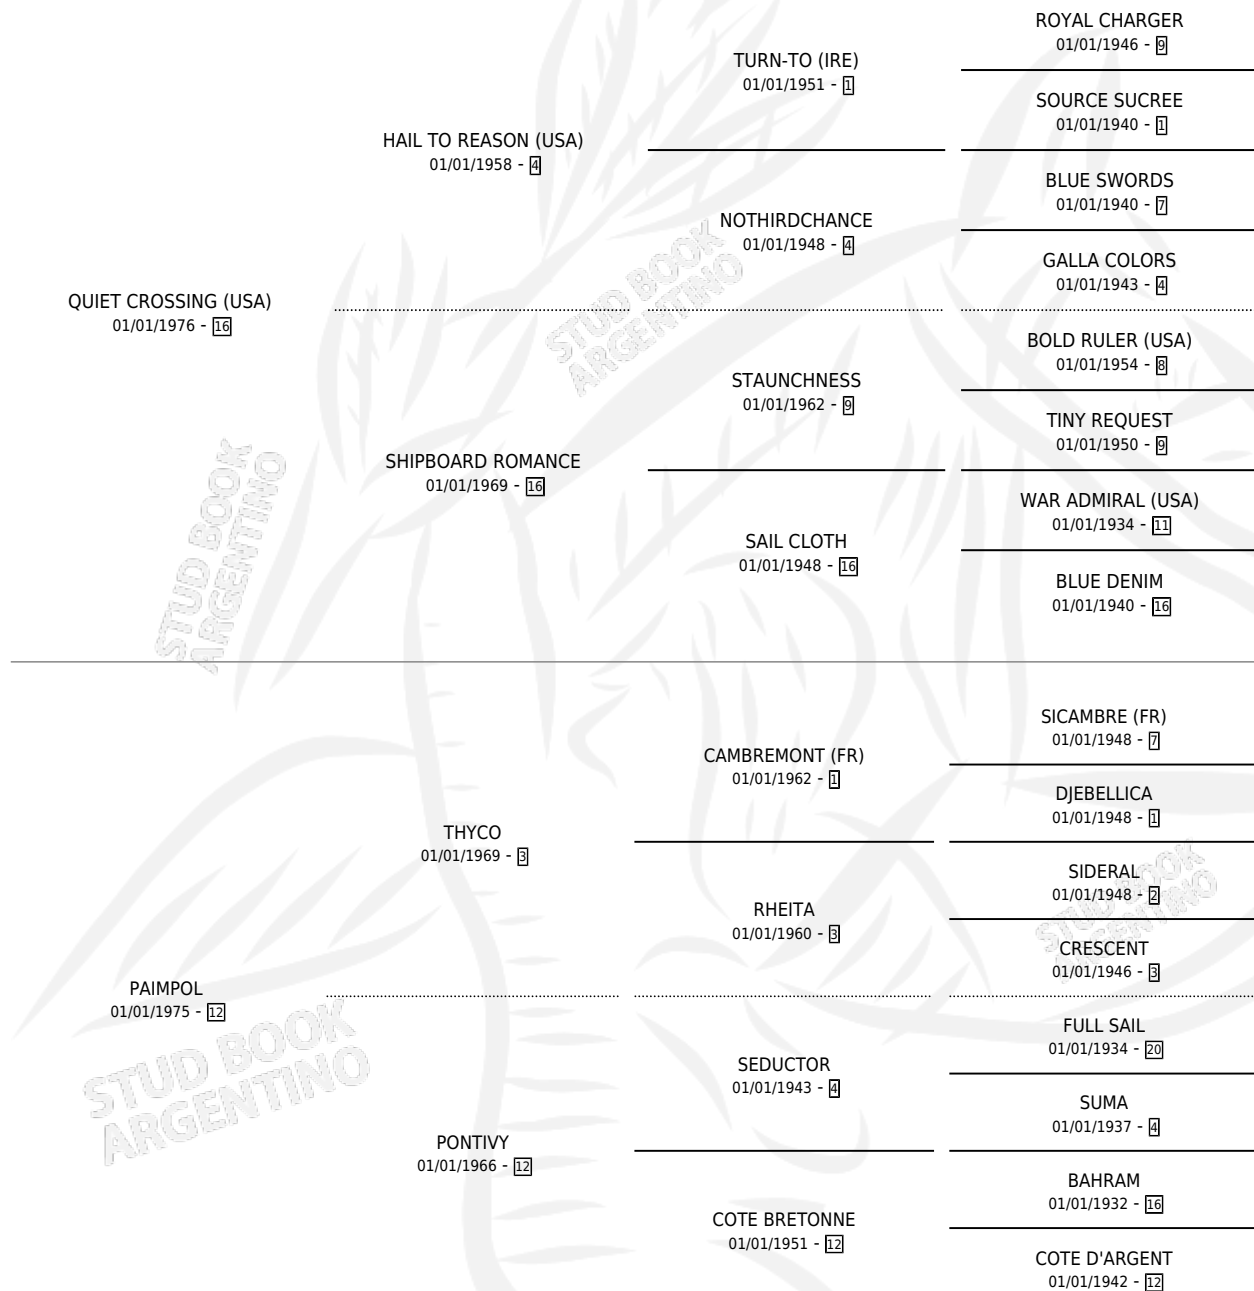 ROYAL CHARGER
01/01/1946 - 9
TURN-TO (IRE)
01/01/1951 - 1
SOURCE SUCREE
01/01/1940 - 1
HAIL TO REASON (USA)
01/01/1958 - 4
BLUE SWORDS
01/01/1940 - 7
NOTHIRDCHANCE
01/01/1948 - 4
GALLA COLORS
01/01/1943 - 4
QUIET CROSSING (USA)
01/01/1976 - 16
STUD BOOK
ARGENTINO
BOLD RULER (USA)
01/01/1954 - 8
STAUNCHNESS
01/01/1962 - 9
TINY REQUEST
01/01/1950 - 9
SHIPBOARD ROMANCE
01/01/1969 - 16
WAR ADMIRAL (USA)
01/01/1934 - 11
SAIL CLOTH
01/01/1948 - 16
BLUE DENIM
01/01/1940 - 16
STUD BOOK
ARGENTINO
SICAMBRE (FR)
01/01/1948 - 7
CAMBREMONT (FR)
01/01/1962 - 1
DJEBELLICA
01/01/1948 - 1
THYCO
01/01/1969 - 3
SIDERAL
01/01/1948 - 2
RHEITA
01/01/1960 - 3
CRESCENT
01/01/1946 - 3
STUD BOOK
ARGENTINO
PAIMPOL
01/01/1975 - 12
FULL SAIL
01/01/1934 - 20
SEDUCTOR
01/01/1943 - 4
SUMA
01/01/1937 - 4
STUD BOOK
ARGENTINO
PONTIVY
01/01/1966 - 12
BAHRAM
01/01/1932 - 16
COTE BRETONNE
01/01/1951 - 12
COTE D'ARGENT
01/01/1942 - 12